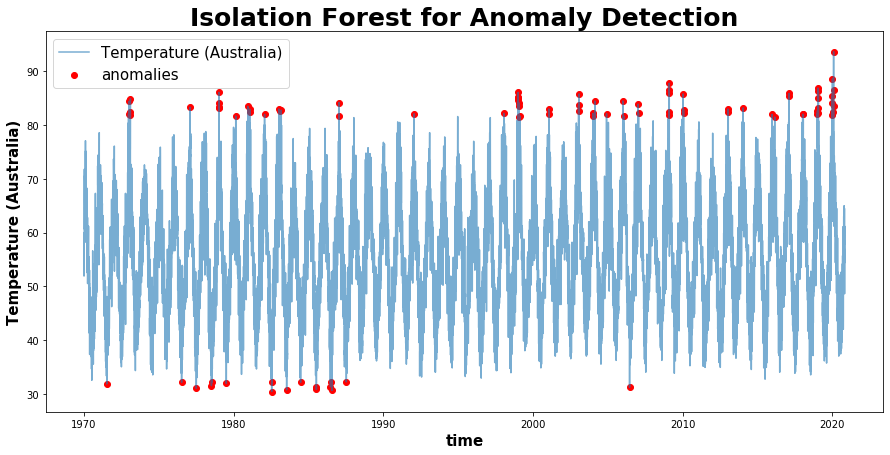 Isolation Forest for Anomaly Detection
Temperature (Australia)
anomalies
Temperature (Australia)
90
80
70
60
50
40
30
1970
1980
1990
2000
2010
2020
time